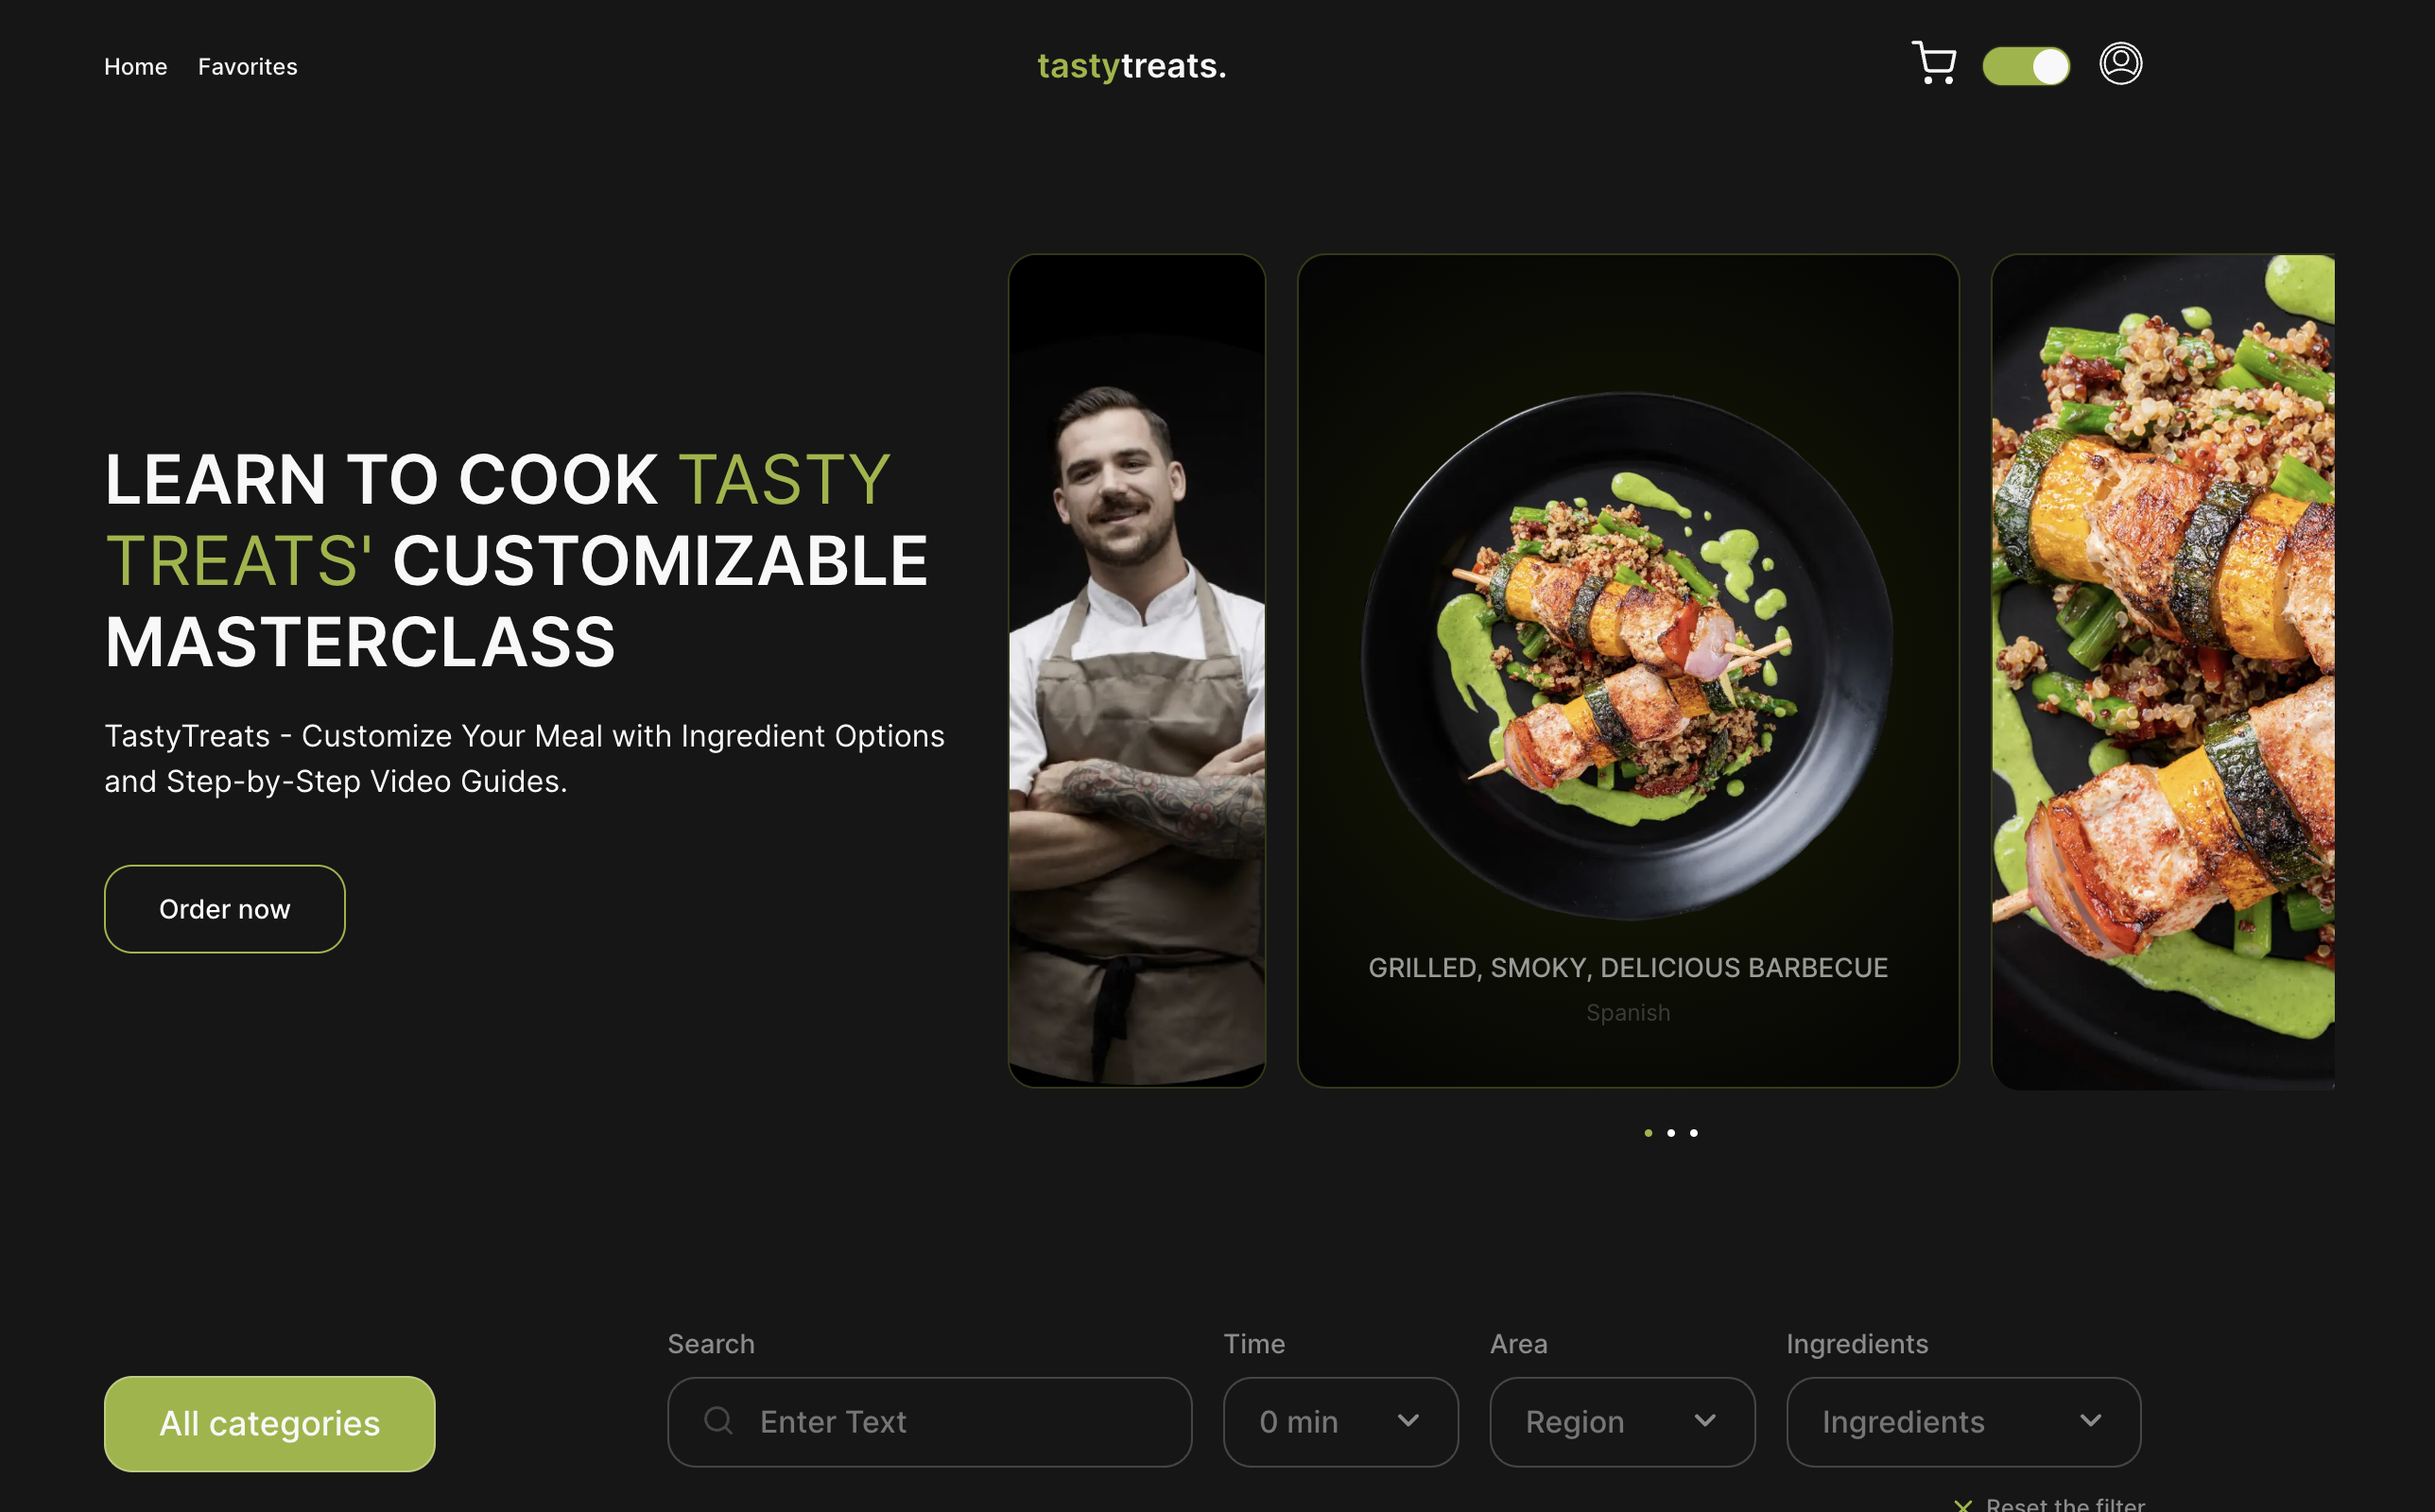 Home Favorites
tastytreats.
LEARN TO COOK TASTY
TREATS' CUSTOMIZABLE
MASTERCLASS
TastyTreats - Customize Your Meal with Ingredient Options
and Step-by-Step Video Guides.
Order now
GRILLED, SMOKY, DELICIOUS BARBECUE
Spanish
All categories
Search
Enter Text
Time
0 min
Area
Region
Ingredients
Ingredients
Reset the filter